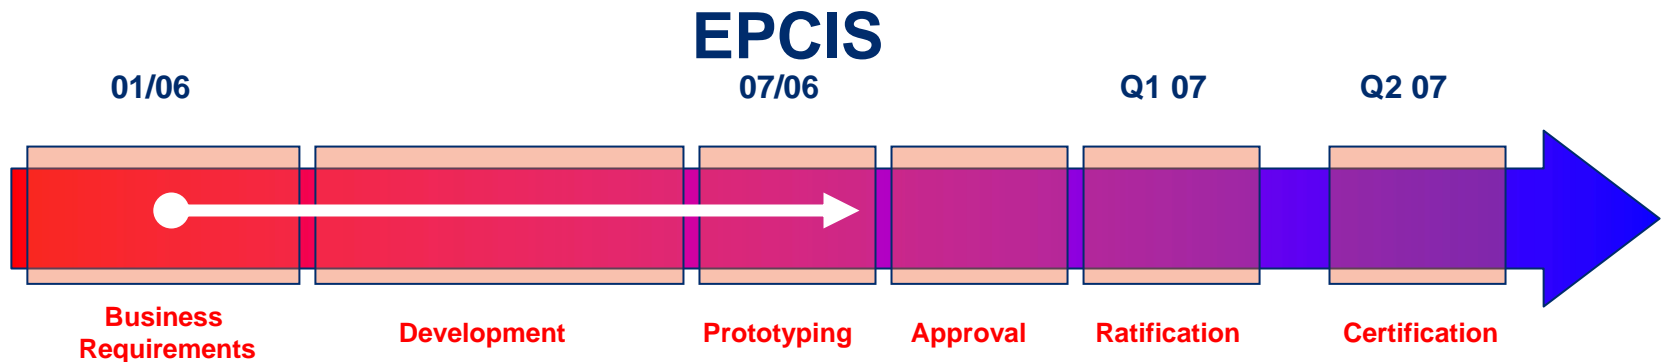 EPCIS
01/06 07/06 Q1 07 Q2 07
Business
Requirements
Development
Prototyping
Approval
Ratification
Certification